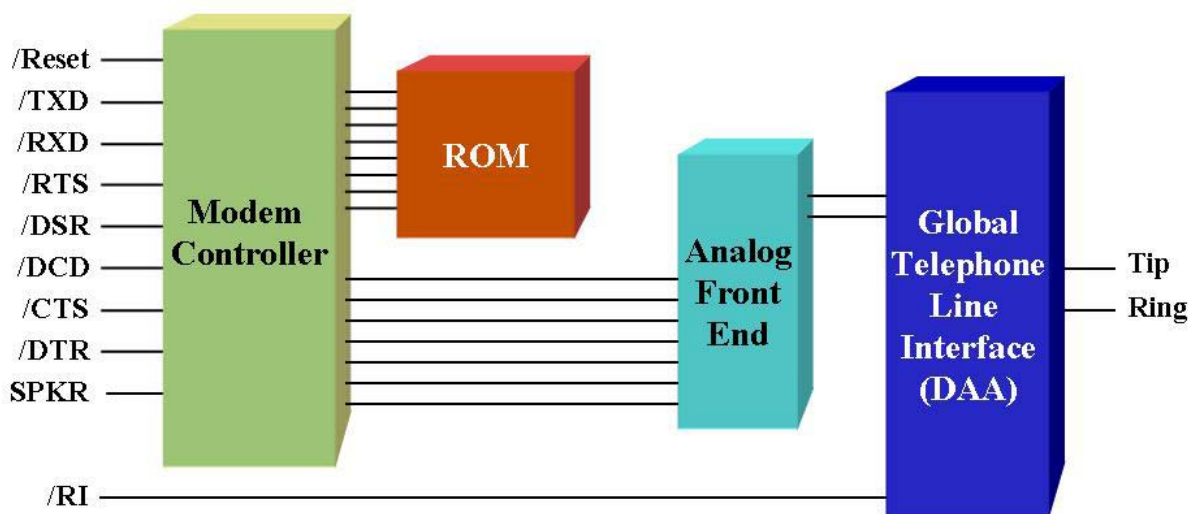 /Reset
/TXD
/RXD
/RTS
/DSR
/DCD
/CTS
/DTR
SPKR
/RI
Modem
Controller
ROM
Analog
Front
End
Global
Telephone
Line
Interface
(DAA)
Tip
Ring